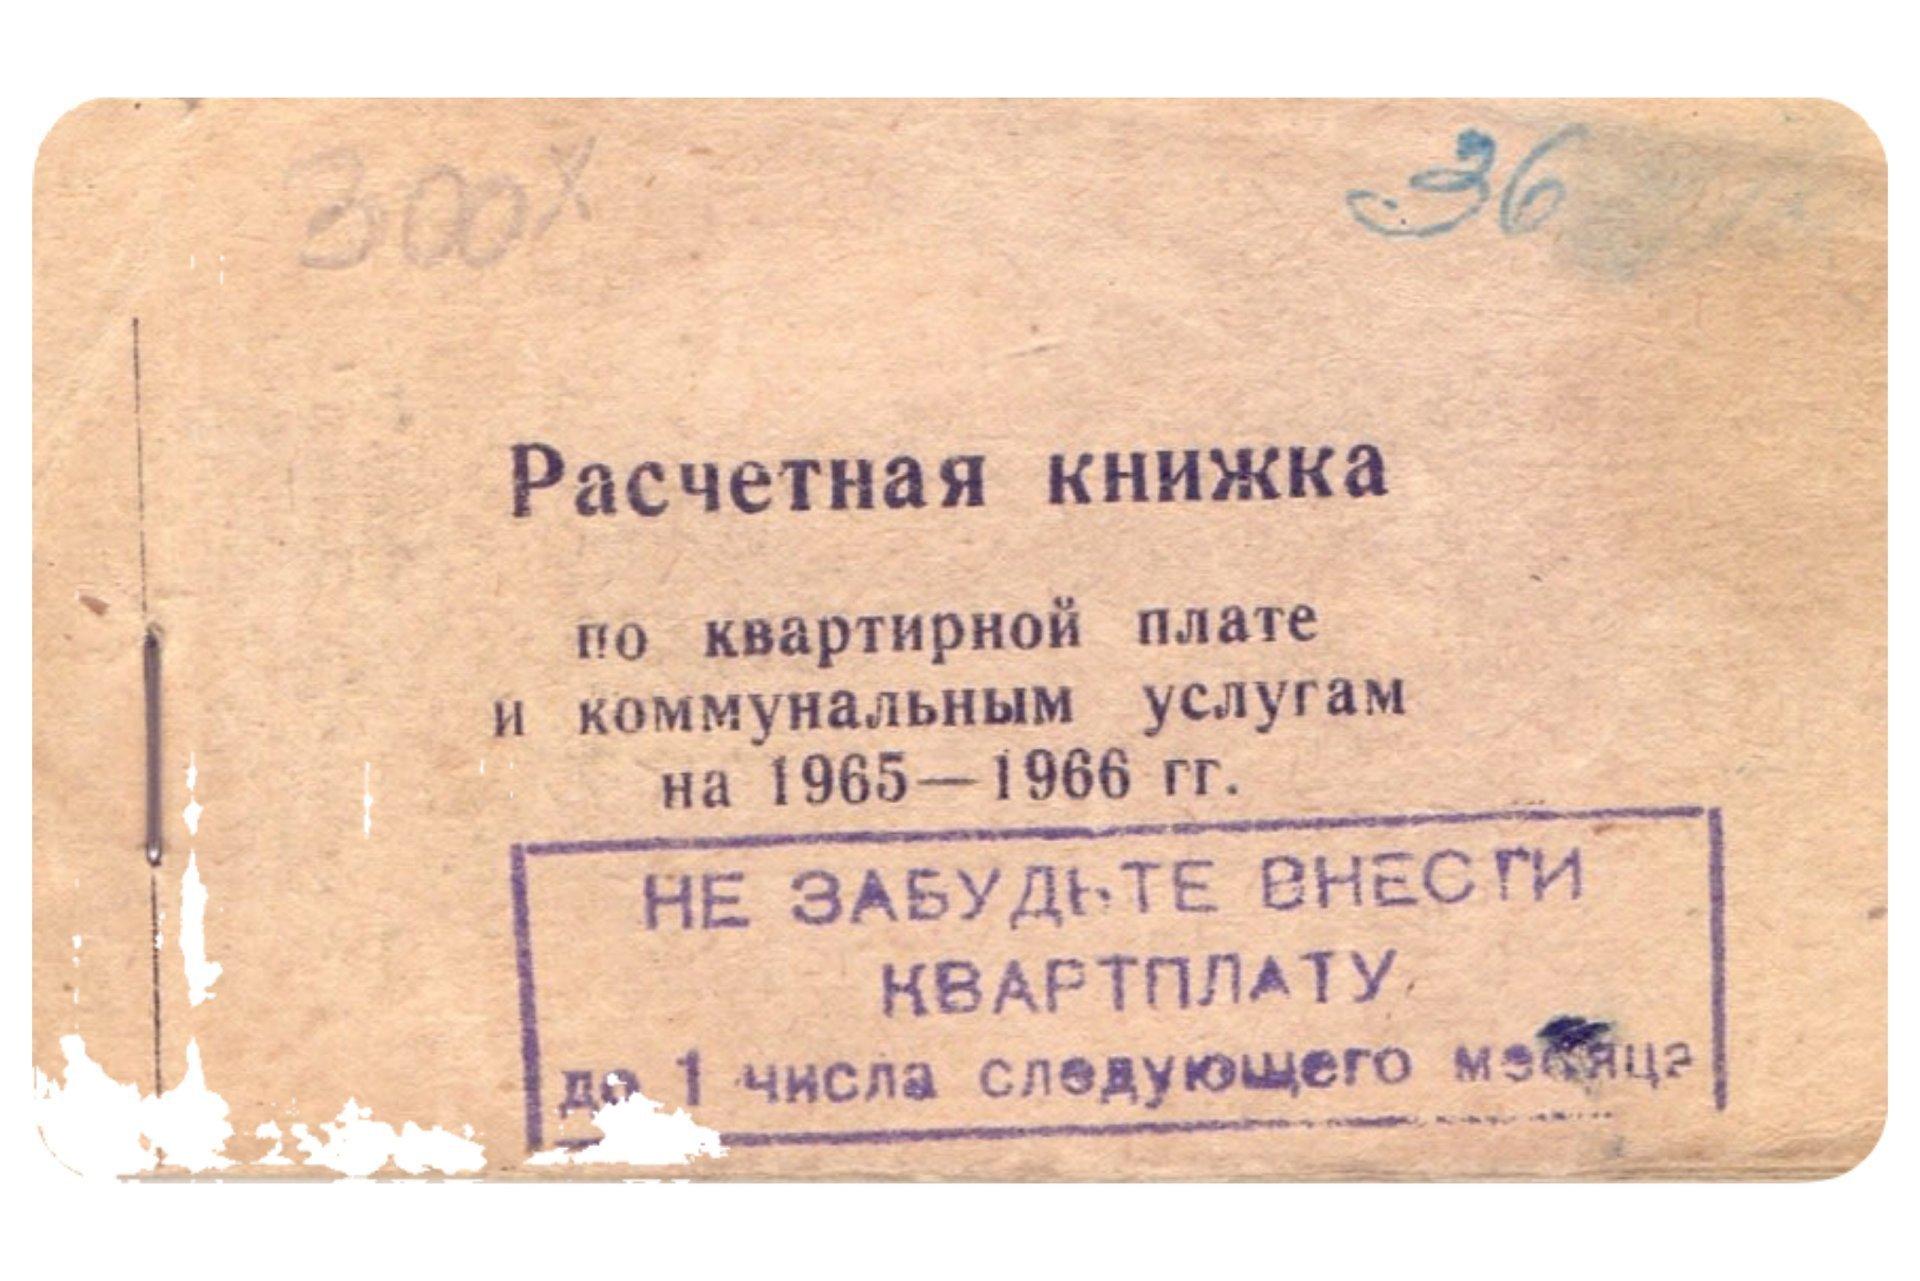 300
36
Расчетная книжка
по квартирной плате
и коммунальным услугам
на 1965—1966 гг.
НЕ ЗАБУДЬТЕ ВНЕСТИ
КВАРТПЛАТУ
до 1 числа следующего месяца